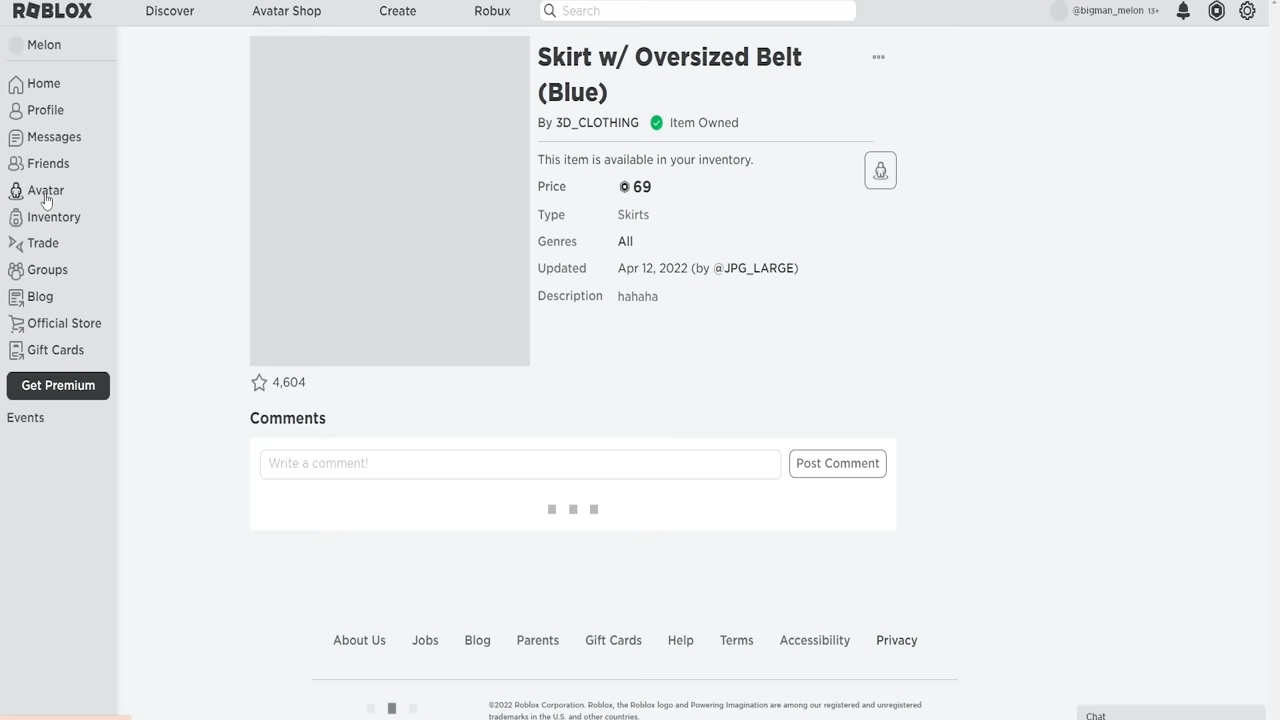 ROBLOX
Discover
Avatar Shop
Create
Robux
Search
@bigman_melon 13+
Melon
Home
Profile
Messages
Friends
Avatar
Inventory
Trade
Groups
Blog
Official Store
Gift Cards
Get Premium
Events
Skirt w/ Oversized Belt
(Blue)
By 3D_CLOTHING Item Owned
This item is available in your inventory.
Price 69
Type Skirts
Genres All
Updated Apr 12, 2022 (by @JPG_LARGE)
Description hahaha
4,604
Comments
Write a comment!
Post Comment
About Us
Jobs
Blog
Parents
Gift Cards
Help
Terms
Accessibility
Privacy
©2022 Roblox Corporation. Roblox, the Roblox logo and Powering Imagination are among our registered and unregistered
trademarks in the U.S. and other countries.
Chat